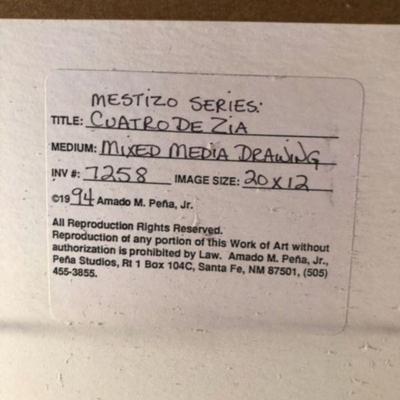 MESTIZO SERIES:
TITLE: CUATRO DE ZIA
MEDIUM: MIXED MEDIA DRAWING
INV #: 7258 IMAGE SIZE: 20 X 12
©1994 Amado M. Peña, Jr.
All Reproduction Rights Reserved.
Reproduction of any portion of this Work of Art without
authorization is prohibited by Law. Amado M. Peña, Jr.,
Peña Studios, Rt 1 Box 104C, Santa Fe, NM 87501, (505)
455-3855.